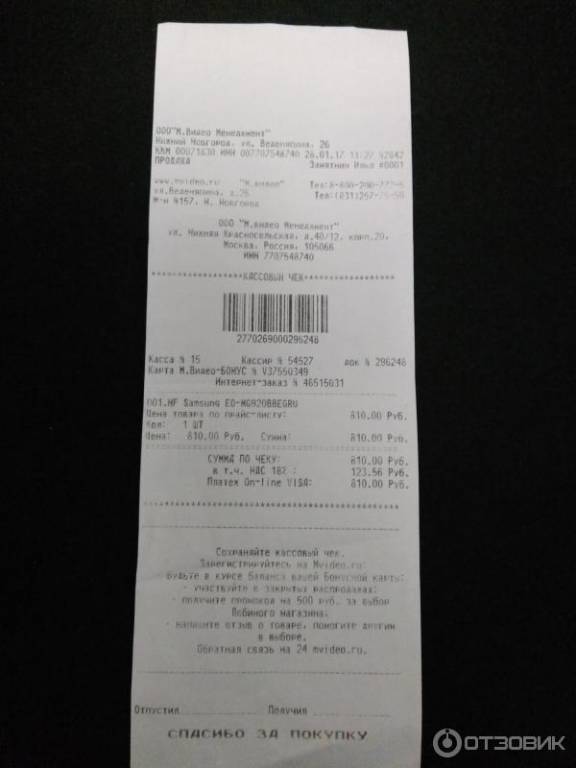 ООО "М.Видео Менеджмент"
Нижний Новгород, ул. Веденяпина, 26
ККМ 00071630 ИНН 007707548740 26.01.17 11:27
ПРОДАЖА Замятнин Илья #0001
www.mvideo.ru "М.видео"
ул.Веденяпина, д.26
М-н №157, Н. Новгород
ООО "М.видео Менеджмент"
ул. Нижняя Красносельская, д.40/12, корп.20,
Москва, Россия, 105066
ИНН 7707548740
КАССОВЫЙ ЧЕК
2770269000296248
Касса № 15 Кассир № 54527 док № 296248
Карта М.Видео-БОНУС № V37550349
Интернет-заказ № 46515031
001.HF Samsung EO-MG920BBEGRU
Цена товара по прайс-листу: 810.00 Руб.
Кол: 1 ШТ
Цена: 810.00 Руб. Сумма: 810.00 Руб.
СУММА ПО ЧЕКУ: 810.00 Руб.
в т.ч. НДС 18% : 123.56 Руб.
Платеж On-line VISA: 810.00 Руб.
Сохраняйте кассовый чек.
Зарегистрируйтесь на Mvideo.ru:
- будьте в курсе баланса вашей Бонусной карты;
- участвуйте в закрытых распродажах;
- получите промокод на 500 руб. за выбор
Любимого магазина;
- напишите отзыв о товаре, помогите другим
в выборе.
Обратная связь на 24 mvideo.ru.
Отпустил Получил
СПАСИБО ЗА ПОКУПКУ
ОТЗОВИК